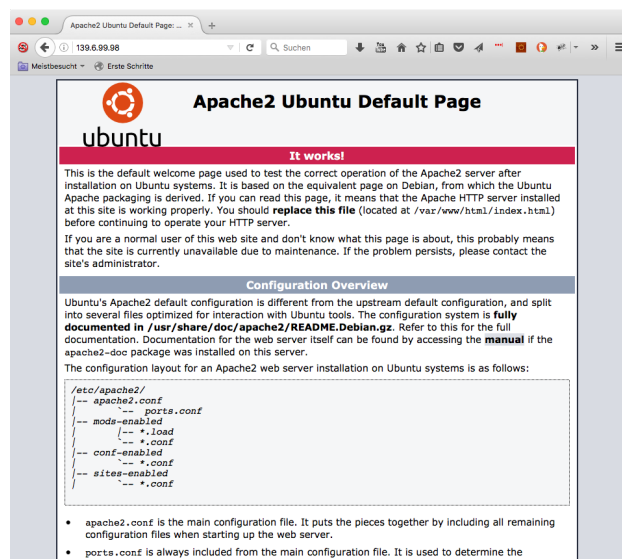 Apache2 Ubuntu Default Page: ...
139.6.99.98
Suchen
Meistbesucht
Erste Schritte
ubuntu
Apache2 Ubuntu Default Page
It works!
This is the default welcome page used to test the correct operation of the Apache2 server after
installation on Ubuntu systems. It is based on the equivalent page on Debian, from which the Ubuntu
Apache packaging is derived. If you can read this page, it means that the Apache HTTP server installed
at this site is working properly. You should replace this file (located at /var/www/html/index.html)
before continuing to operate your HTTP server.
If you are a normal user of this web site and don't know what this page is about, this probably means
that the site is currently unavailable due to maintenance. If the problem persists, please contact the
site's administrator.
Configuration Overview
Ubuntu's Apache2 default configuration is different from the upstream default configuration, and split
into several files optimized for interaction with Ubuntu tools. The configuration system is fully
documented in /usr/share/doc/apache2/README.Debian.gz. Refer to this for the full
documentation. Documentation for the web server itself can be found by accessing the manual if the
apache2-doc package was installed on this server.
The configuration layout for an Apache2 web server installation on Ubuntu systems is as follows:
/etc/apache2/
|-- apache2.conf
|       `--  ports.conf
|-- mods-enabled
|       |-- *.load
|       `-- *.conf
|-- conf-enabled
|       `-- *.conf
|-- sites-enabled
|       `-- *.conf
• apache2.conf is the main configuration file. It puts the pieces together by including all remaining
configuration files when starting up the web server.
• ports.conf is always included from the main configuration file. It is used to determine the